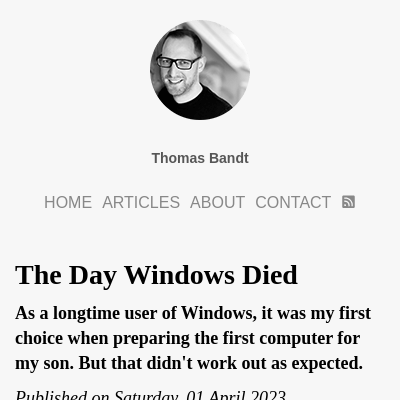 Thomas Bandt
HOME ARTICLES ABOUT CONTACT
The Day Windows Died
As a longtime user of Windows, it was my first
choice when preparing the first computer for
my son. But that didn't work out as expected.
Published on Saturday, 01 April 2023